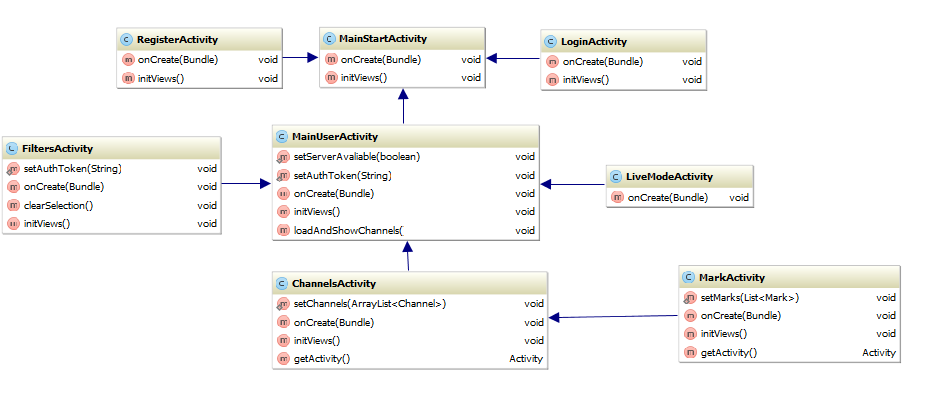 C RegisterActivity
m onCreate(Bundle) void
m initViews() void
C MainStartActivity
m onCreate(Bundle) void
m initViews() void
C LoginActivity
m onCreate(Bundle) void
m initViews() void
C FiltersActivity
m setAuthToken(String) void
m onCreate(Bundle) void
m clearSelection() void
m initViews() void
C MainUserActivity
m setServerAvaliable(boolean) void
m setAuthToken(String) void
m onCreate(Bundle) void
m initViews() void
m loadAndShowChannels( void
C LiveModeActivity
m onCreate(Bundle) void
C ChannelsActivity
m setChannels(ArrayList<Channel>) void
m onCreate(Bundle) void
m initViews() void
m getActivity() Activity
C MarkActivity
m setMarks(List<Mark>) void
m onCreate(Bundle) void
m initViews() void
m getActivity() Activity